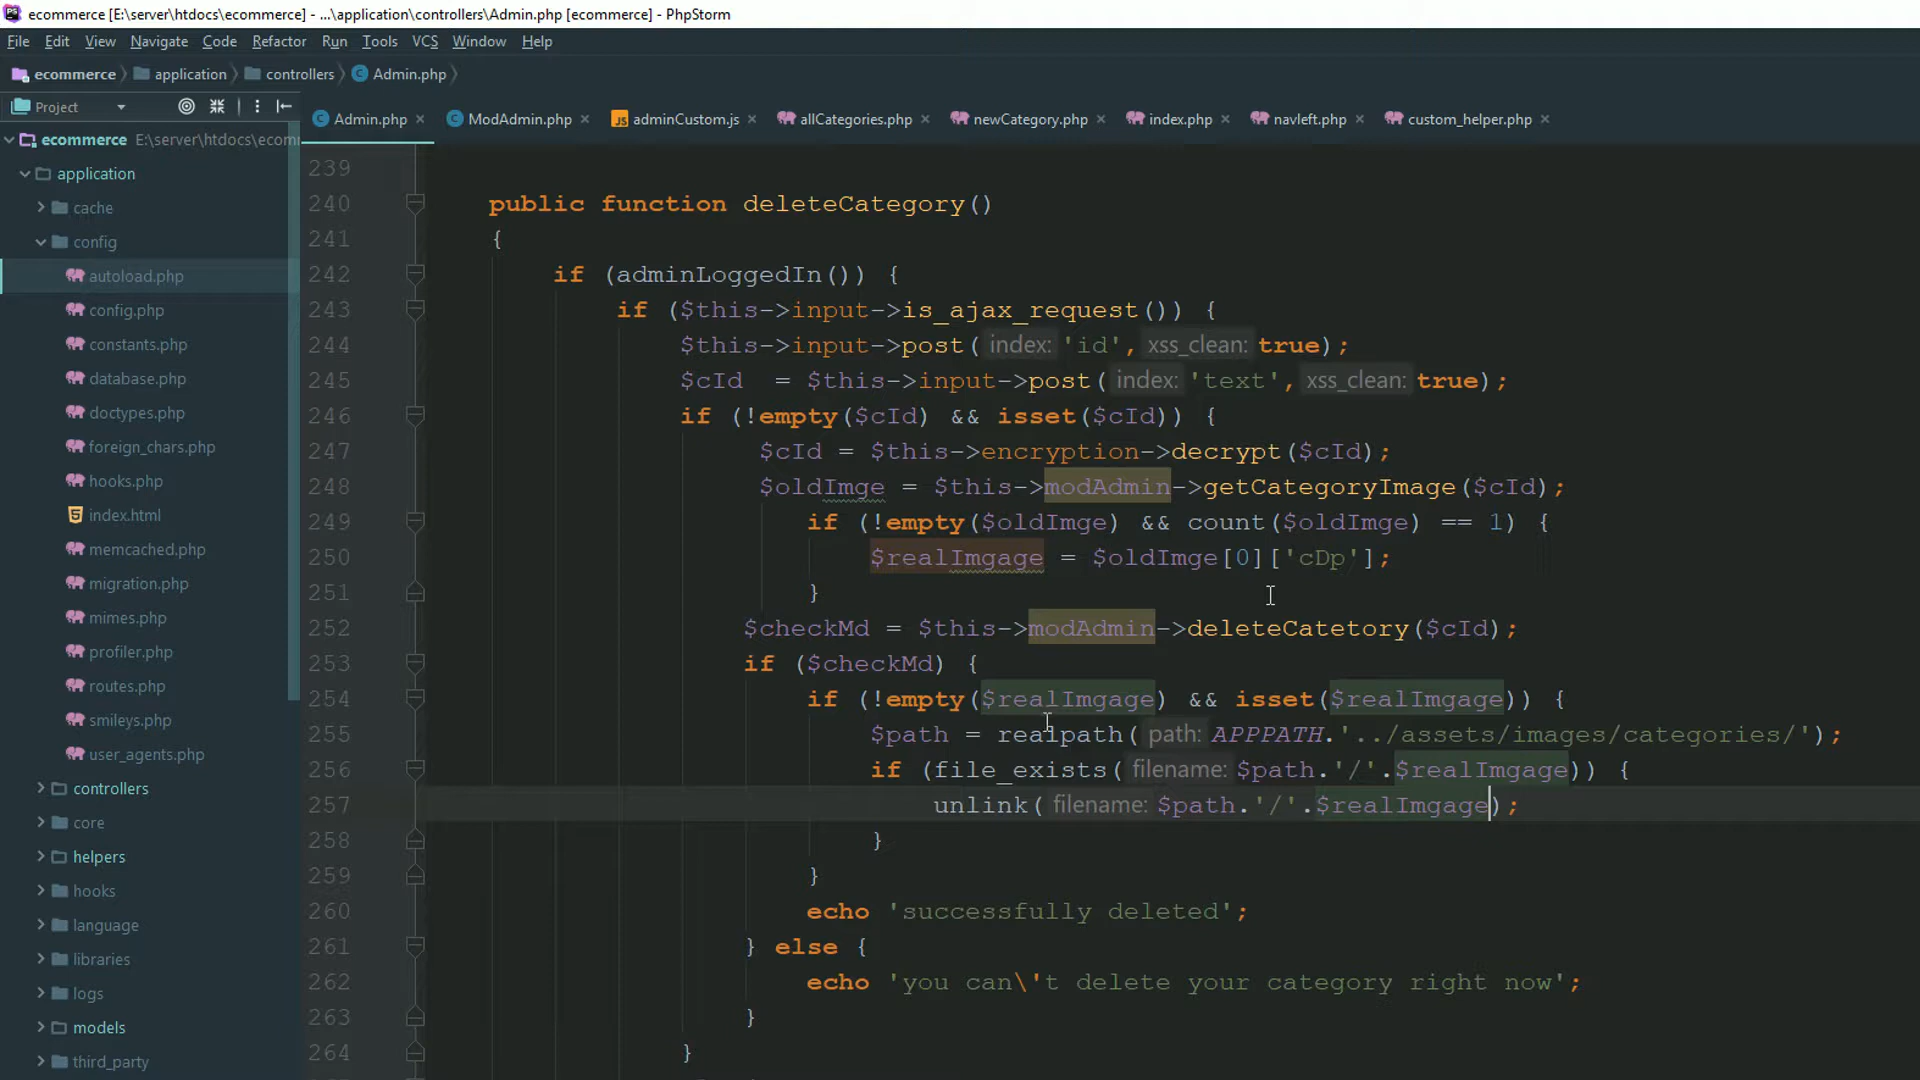 ecommerce [E:\server\htdocs\ecommerce] - ...\application\controllers\Admin.php [ecommerce] - PhpStorm
File Edit View Navigate Code Refactor Run Tools VCS Window Help
ecommerce application controllers Admin.php
Project
Admin.php ModAdmin.php adminCustom.js allCategories.php newCategory.php index.php navleft.php custom_helper.php
ecommerce E:\server\htdocs\ecom
application
cache
config
autoload.php
config.php
constants.php
database.php
doctypes.php
foreign_chars.php
hooks.php
index.html
memcached.php
migration.php
mimes.php
profiler.php
routes.php
smileys.php
user_agents.php
controllers
core
helpers
hooks
language
libraries
logs
models
third_party
239
240 public function deleteCategory()
241 {
242 if (adminLoggedIn()) {
243 if ($this->input->is_ajax_request()) {
244 $this->input->post( index: 'id', xss_clean: true);
245 $cId = $this->input->post( index: 'text', xss_clean: true);
246 if (!empty($cId) && isset($cId)) {
247 $cId = $this->encryption->decrypt($cId);
248 $oldImge = $this->modAdmin->getCategoryImage($cId);
249 if (!empty($oldImge) && count($oldImge) == 1) {
250 $realImgage = $oldImge[0]['cDp'];
251 }
252 $checkMd = $this->modAdmin->deleteCatetory($cId);
253 if ($checkMd) {
254 if (!empty($realImgage) && isset($realImgage)) {
255 $path = realpath( path: APPPATH.'../assets/images/categories/');
256 if (file_exists( filename: $path.'/'.$realImgage)) {
257 unlink( filename: $path.'/'.$realImgage);
258 }
259 }
260 echo 'successfully deleted';
261 } else {
262 echo 'you can\'t delete your category right now';
263 }
264 }